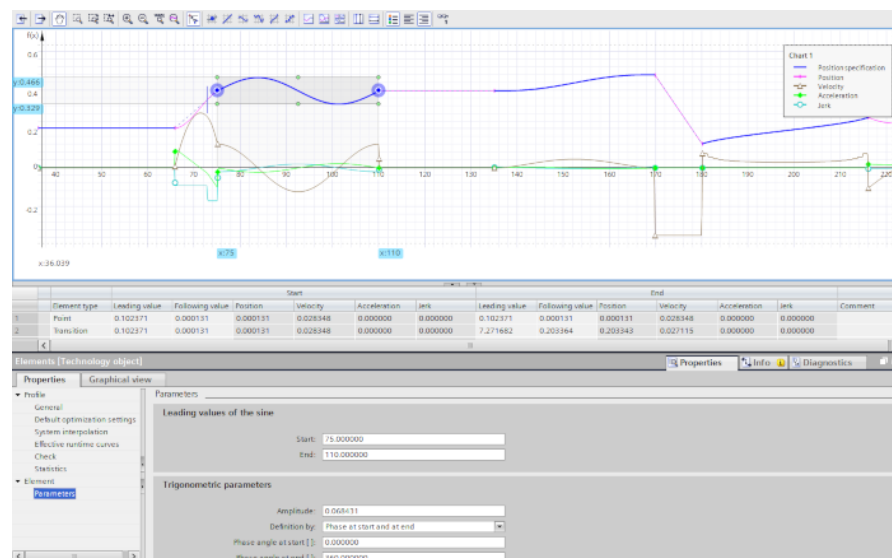 f(x)
Chart 1
Position specification
Position
Velocity
Acceleration
Jerk
0.6
y:0.466
0.4
y:0.329
0.2
0
-0.2
40 50 60 70 80 90 100 110 120 130 140 150 160 170 180 190 200 210 220
x:75 x:110
x:36.039
Start End
Element type Leading value Following value Position Velocity Acceleration Jerk Leading value Following value Position Velocity Acceleration Jerk Comment
1 Point 0.102371 0.000131 0.000131 0.028348 0.000000 0.000000 0.102371 0.000131 0.000131 0.028348 0.000000 0.000000
2 Transition 0.102371 0.000131 0.000131 0.028348 0.000000 0.000000 7.271682 0.203364 0.203343 0.027115 0.000000 0.000000
Elements [Technology object]
Properties Info Diagnostics
Properties Graphical view
Profile
General
Default optimization settings
System interpolation
Effective runtime curves
Check
Statistics
Element
Parameters
Parameters
Leading values of the sine
Start: 75.000000
End: 110.000000
Trigonometric parameters
Amplitude: 0.068431
Definition by: Phase at start and at end
Phase angle at start [ ]: 0.000000
Phase angle at end [ ]: